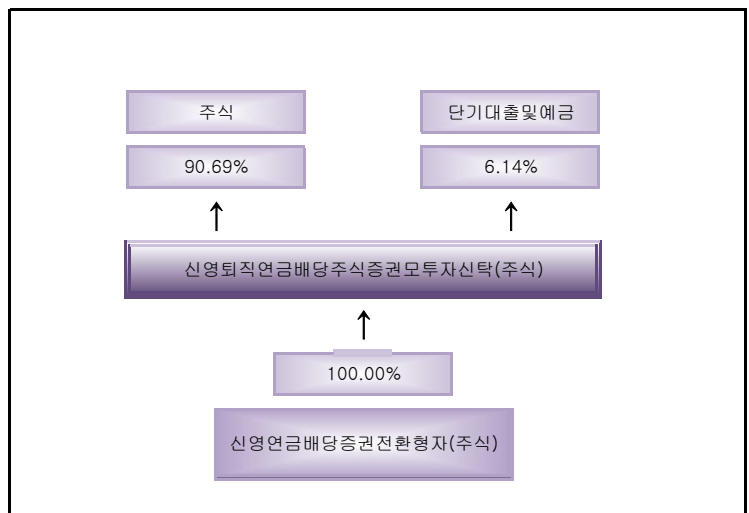 주식
단기대출및예금
90.69%
6.14%
신영퇴직연금배당주식증권모투자신탁(주식)
100.00%
신영연금배당증권전환형자(주식)